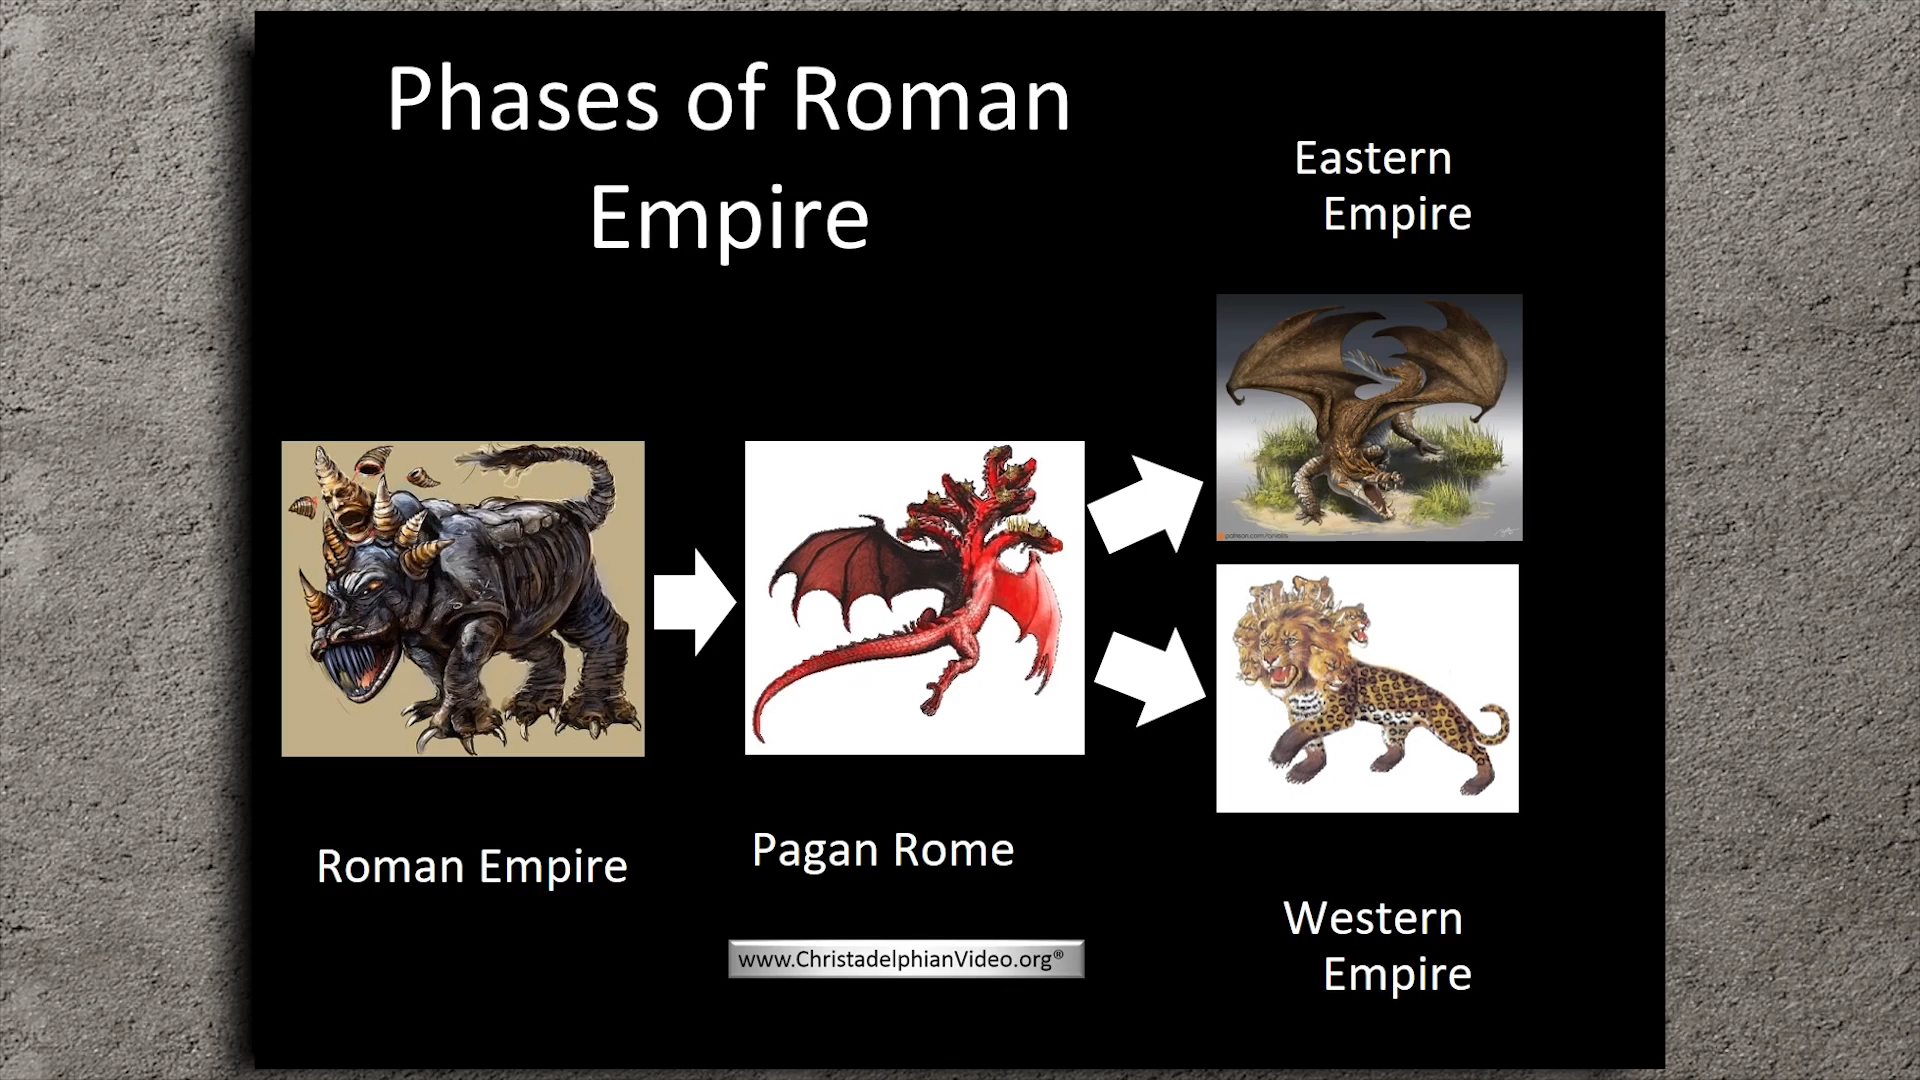 Phases of Roman
Empire
Eastern
Empire
Roman Empire
Pagan Rome
Western
Empire
www.ChristadelphianVideo.org®